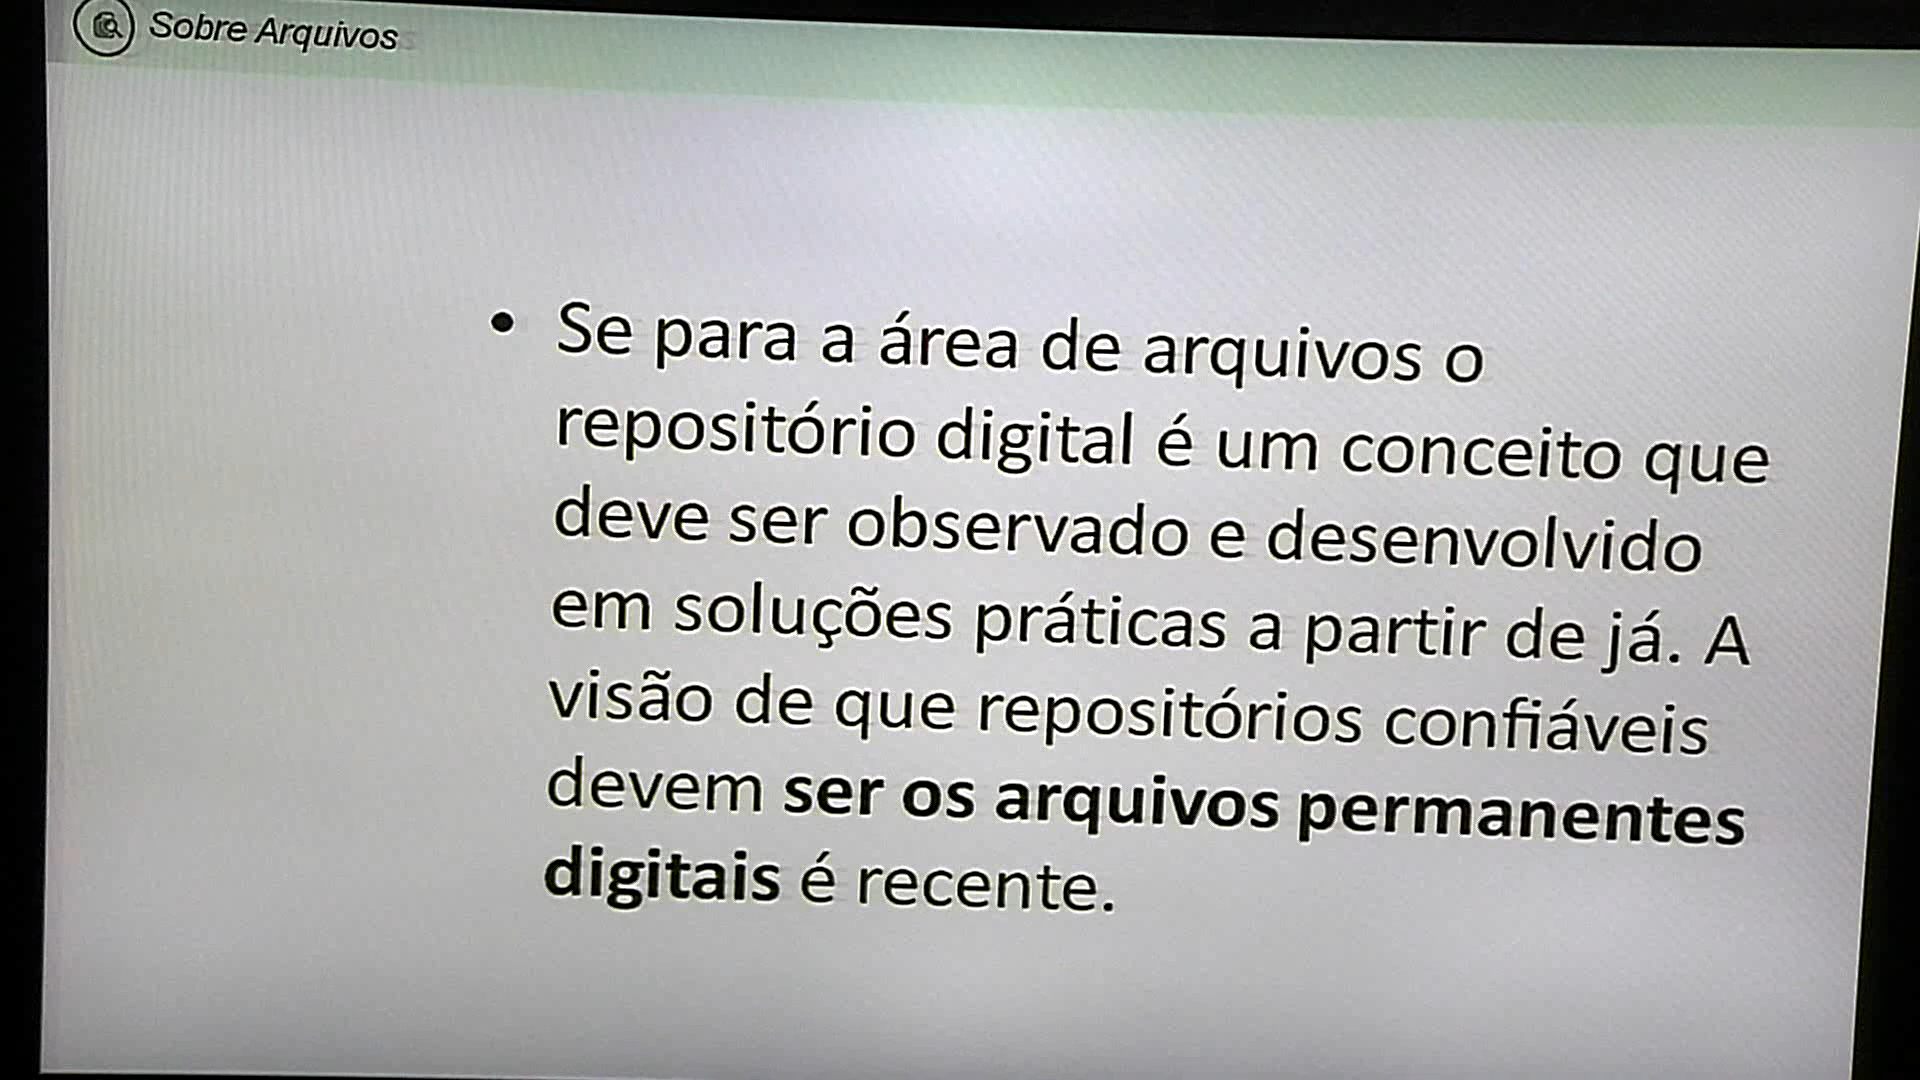 Sobre Arquivos
• Se para a área de arquivos o
repositório digital é um conceito que
deve ser observado e desenvolvido
em soluções práticas a partir de já. A
visão de que repositórios confiáveis
devem ser os arquivos permanentes
digitais é recente.